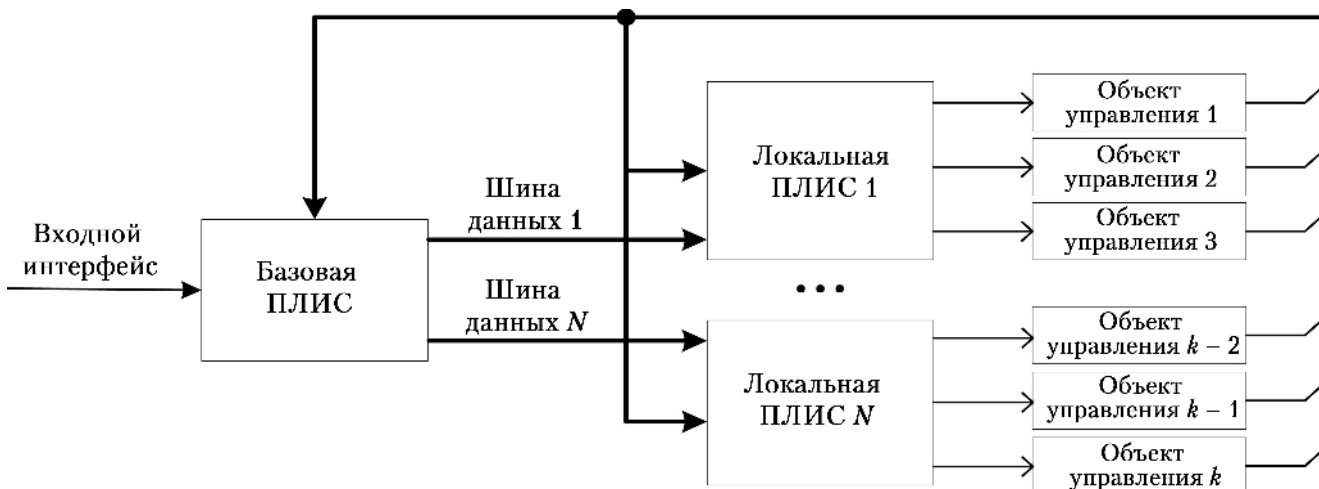 Входной
интерфейс
Базовая
ПЛИС
Шина
данных 1
Шина
данных N
Локальная
ПЛИС 1
Локальная
ПЛИС N
Объект
управления 1
Объект
управления 2
Объект
управления 3
Объект
управления k − 2
Объект
управления k − 1
Объект
управления k